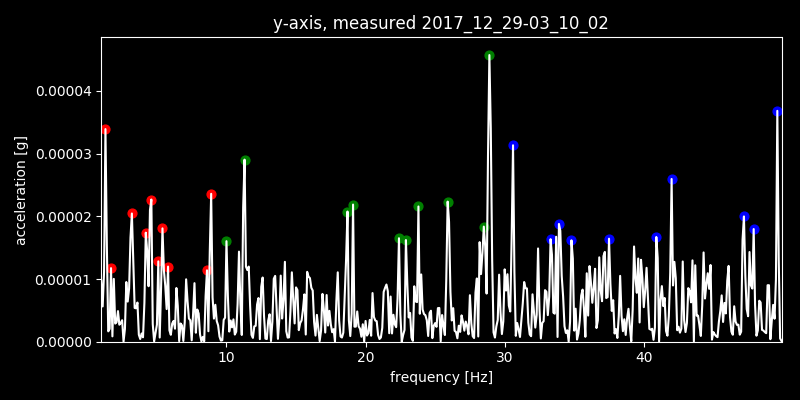 y-axis, measured 2017_12_29-03_10_02
0.00004
0.00003
0.00002
0.00001
0.00000
acceleration [g]
10 20 30 40
frequency [Hz]